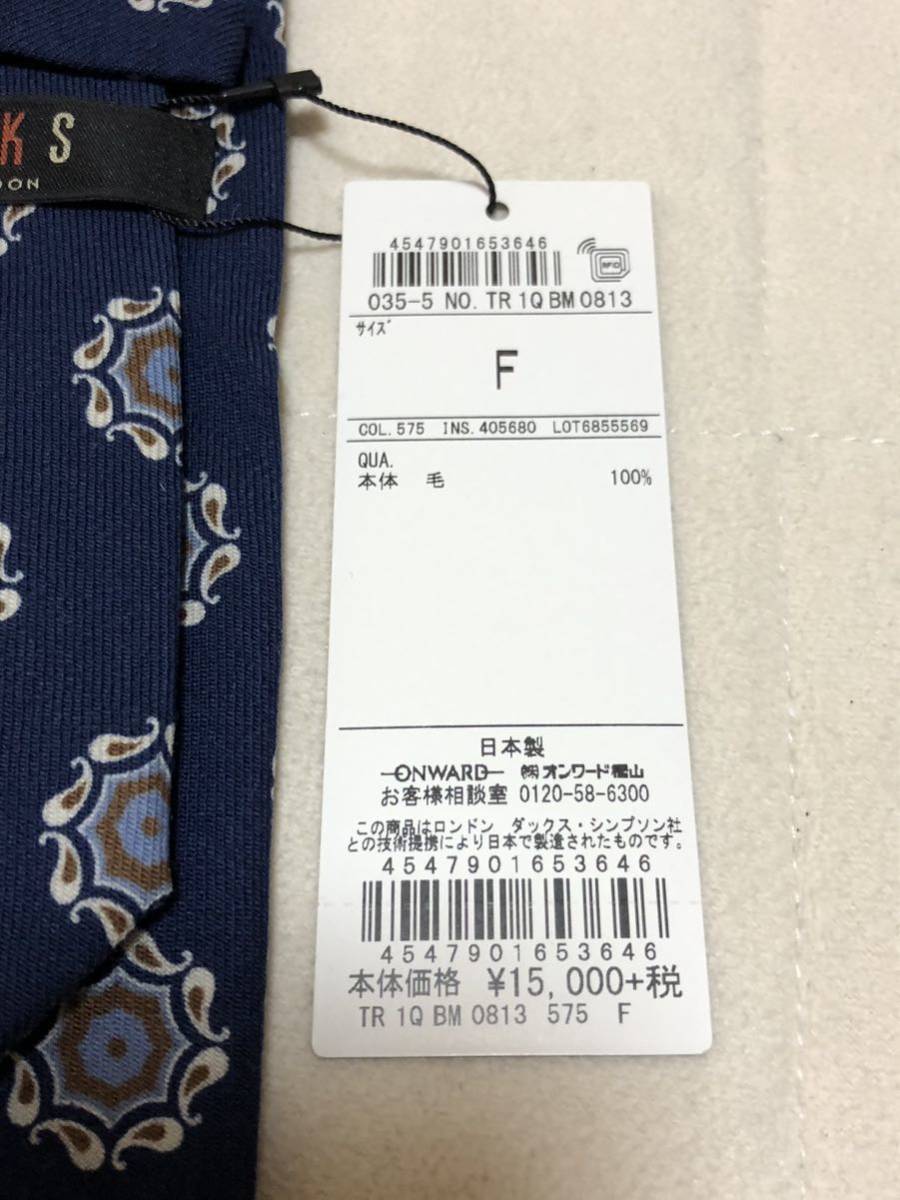 KS
DON
4547901653646
RFID
035-5 NO. TR 1Q BM 0813
サイズ
F
COL.575 INS.405680 LOT6855569
QUA.
本体 毛 100%
日本製
ONWARD ㈱オンワード樫山
お客様相談室 0120-58-6300
この商品はロンドン ダックス・シンプソン社
との技術提携により日本で製造されたものです。
4547901653646
4547901653646
本体価格 ¥15,000+税
TR 1Q BM 0813 575 F